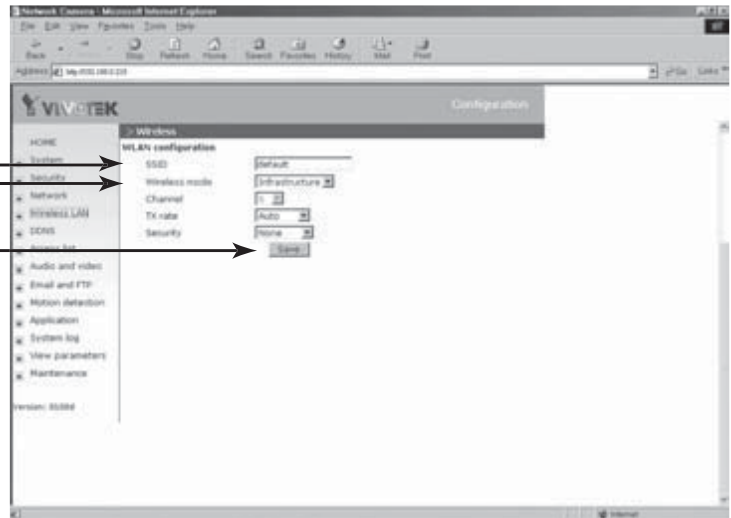 Network Camera - Microsoft Internet Explorer
File Edit View Favorites Tools Help
Back Stop Refresh Home Search Favorites History Mail Print
Address Go Links
VIVOTEK
Configuration
> Wireless
WLAN configuration
SSID default
Wireless mode Infrastructure
Channel
TX rate Auto
Security None
Save
HOME
System
Security
Network
Wireless LAN
DDNS
Access list
Audio and video
Email and FTP
Motion detection
Application
System log
View parameters
Maintenance
Version:
Internet